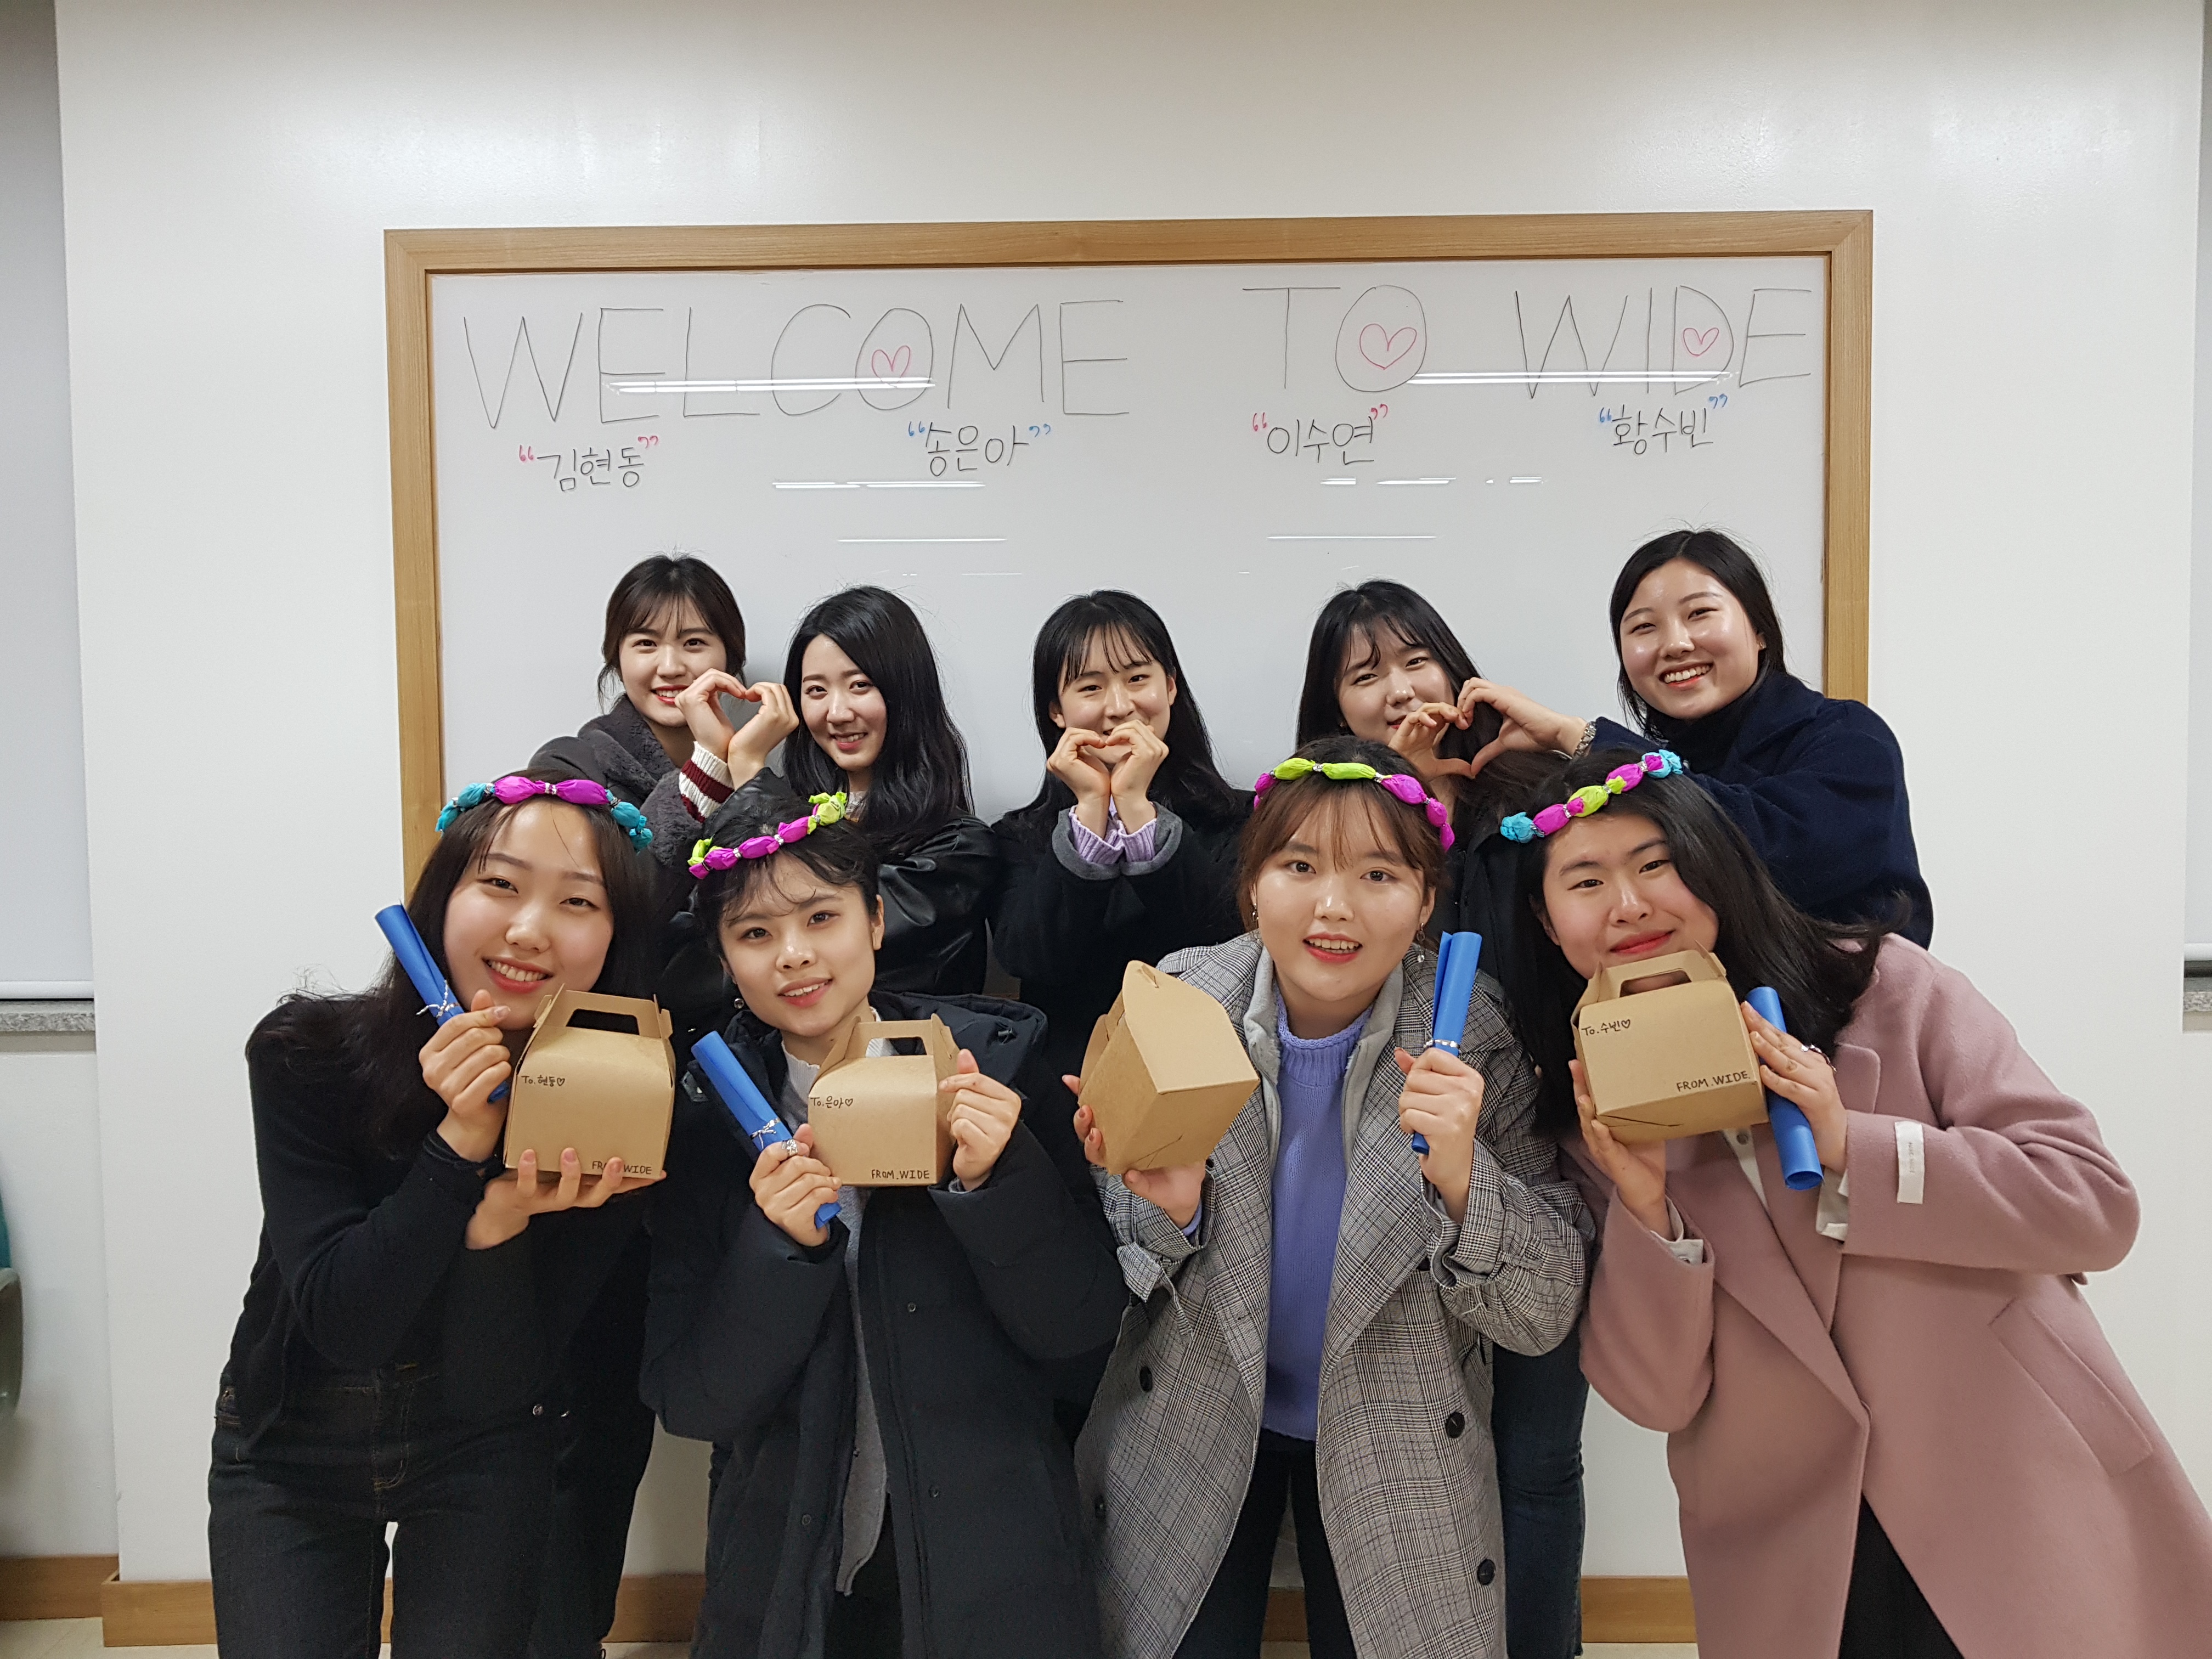 WELCOME TO WIDE
"김현동" "송은아" "이수연" "황수빈"
To.현동♡
FROM.WIDE
To.은아♡
FROM.WIDE
To.수빈♡
FROM.WIDE.